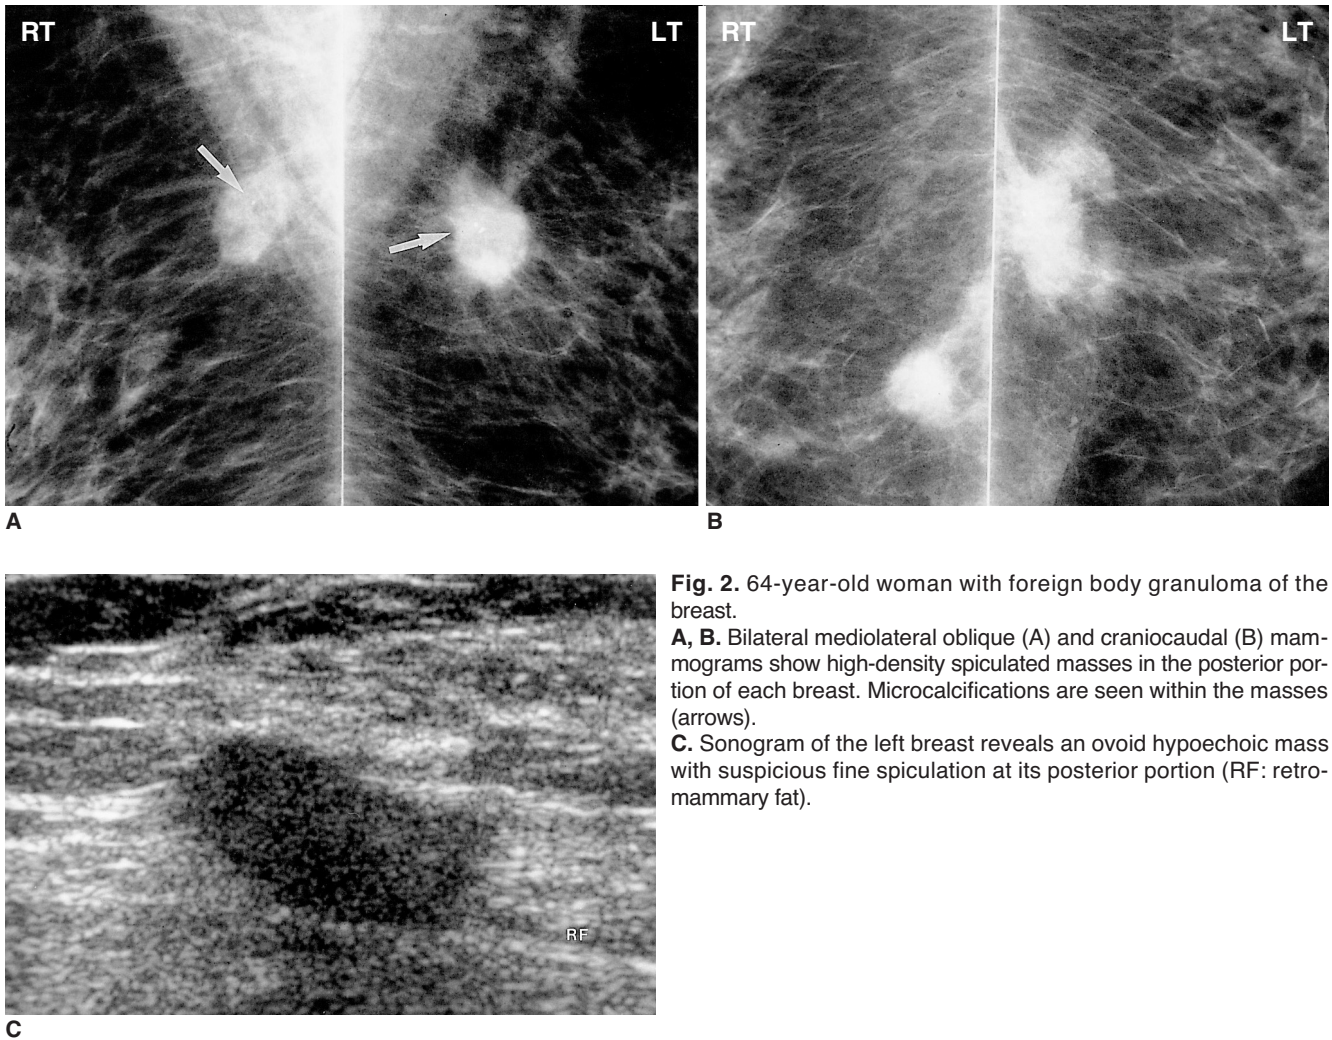 RT
LT
RT
LT
A
B
RF
C
Fig. 2. 64-year-old woman with foreign body granuloma of the
breast.
A, B. Bilateral mediolateral oblique (A) and craniocaudal (B) mam-
mograms show high-density spiculated masses in the posterior por-
tion of each breast. Microcalcifications are seen within the masses
(arrows).
C. Sonogram of the left breast reveals an ovoid hypoechoic mass
with suspicious fine spiculation at its posterior portion (RF: retro-
mammary fat).